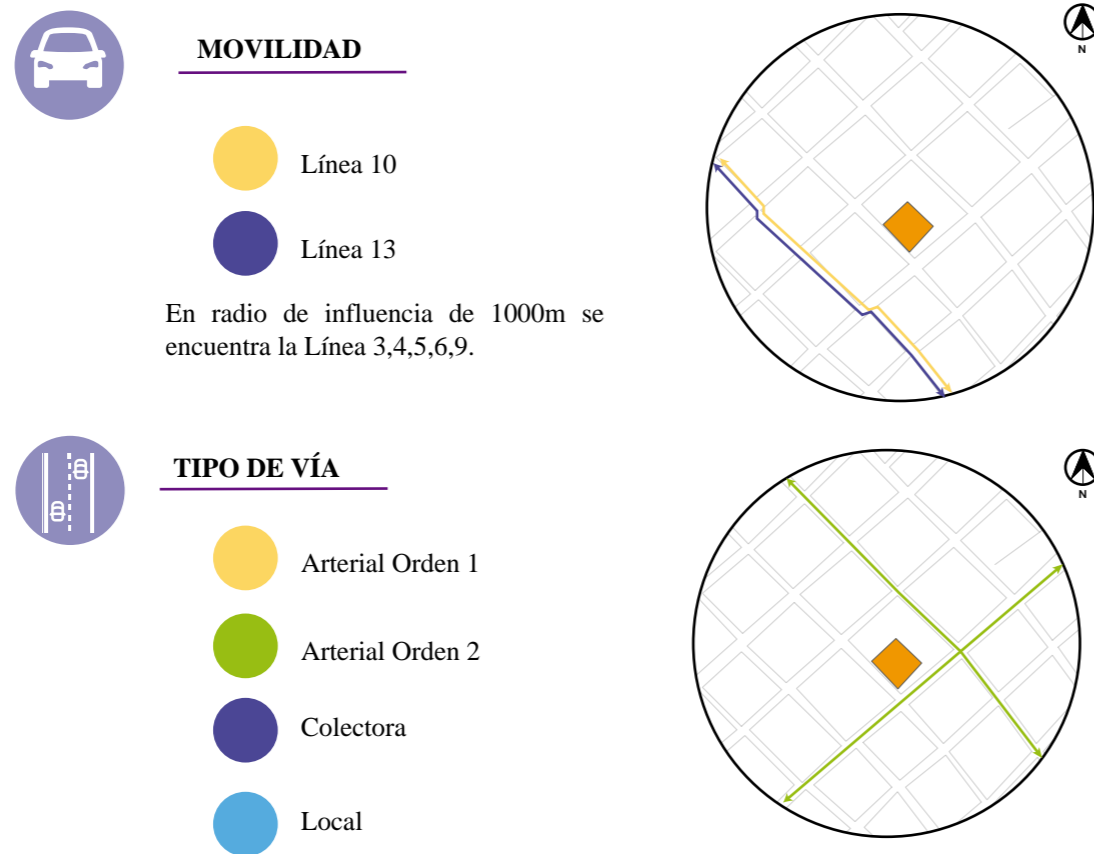 MOVILIDAD
Línea 10
Línea 13
En radio de influencia de 1000m se
encuentra la Línea 3,4,5,6,9.
N
TIPO DE VÍA
Arterial Orden 1
Arterial Orden 2
Colectora
Local
N